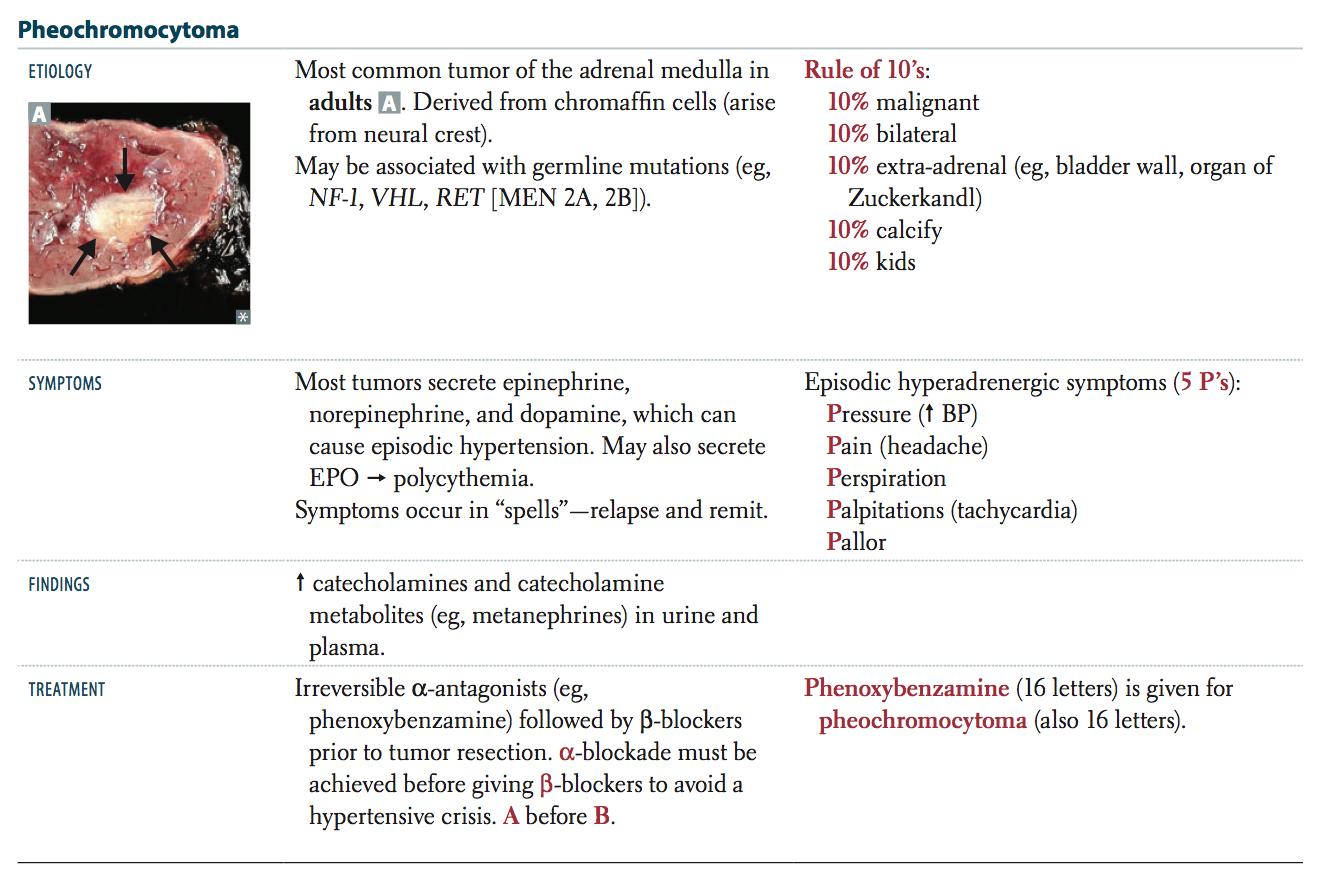 Pheochromocytoma
ETIOLOGY
A
*
Most common tumor of the adrenal medulla in
adults A. Derived from chromaffin cells (arise
from neural crest).
May be associated with germline mutations (eg,
NF-1, VHL, RET [MEN 2A, 2B]).
Rule of 10’s:
10% malignant
10% bilateral
10% extra-adrenal (eg, bladder wall, organ of
Zuckerkandl)
10% calcify
10% kids
SYMPTOMS
Most tumors secrete epinephrine,
norepinephrine, and dopamine, which can
cause episodic hypertension. May also secrete
EPO → polycythemia.
Symptoms occur in “spells”—relapse and remit.
Episodic hyperadrenergic symptoms (5 P’s):
Pressure (↑ BP)
Pain (headache)
Perspiration
Palpitations (tachycardia)
Pallor
FINDINGS
↑ catecholamines and catecholamine
metabolites (eg, metanephrines) in urine and
plasma.
TREATMENT
Irreversible α-antagonists (eg,
phenoxybenzamine) followed by β-blockers
prior to tumor resection. α-blockade must be
achieved before giving β-blockers to avoid a
hypertensive crisis. A before B.
Phenoxybenzamine (16 letters) is given for
pheochromocytoma (also 16 letters).